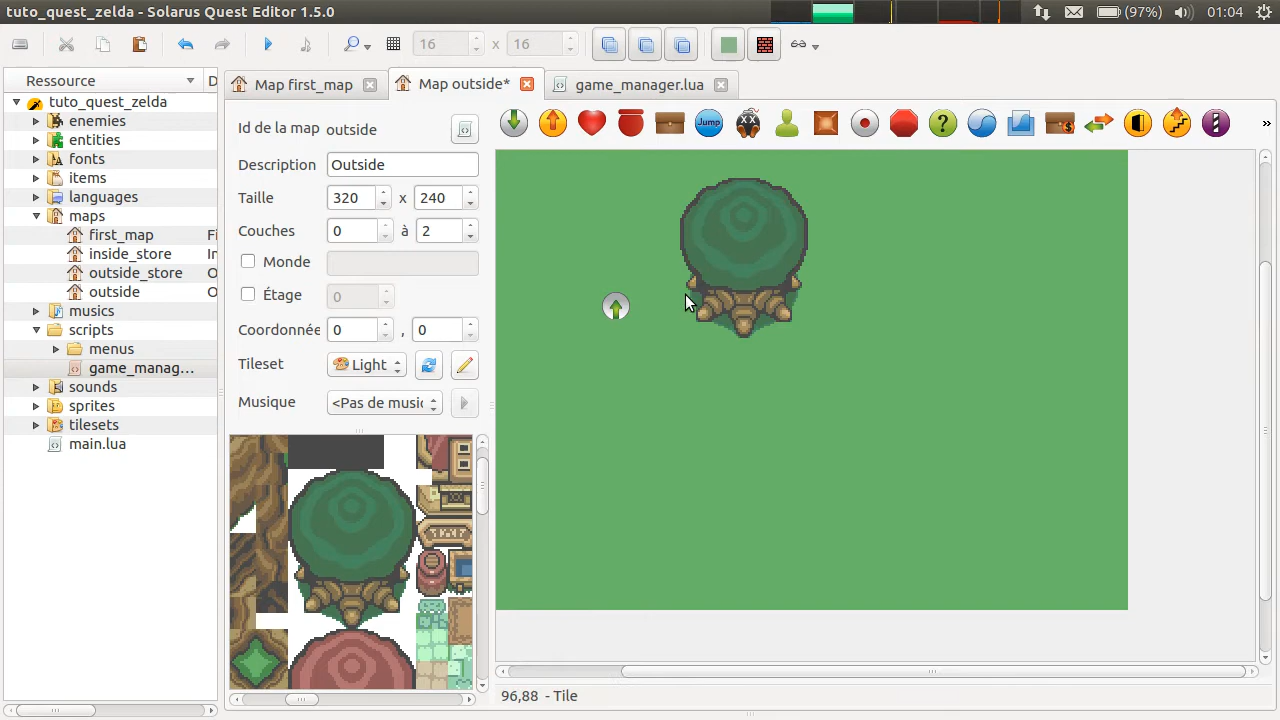 tuto_quest_zelda - Solarus Quest Editor 1.5.0
(97%)
01:04
16 x 16
Ressource
D
tuto_quest_zelda
enemies
entities
fonts
items
languages
maps
first_map Fi
inside_store In
outside_store O
outside O
musics
scripts
menus
game_manag...
sounds
sprites
tilesets
main.lua
Map first_map
Map outside*
game_manager.lua
Id de la map outside
Description Outside
Taille 320 x 240
Couches 0 à 2
Monde
Étage 0
Coordonnée 0 , 0
Tileset Light
Musique <Pas de musi
Jump
»
96,88 - Tile